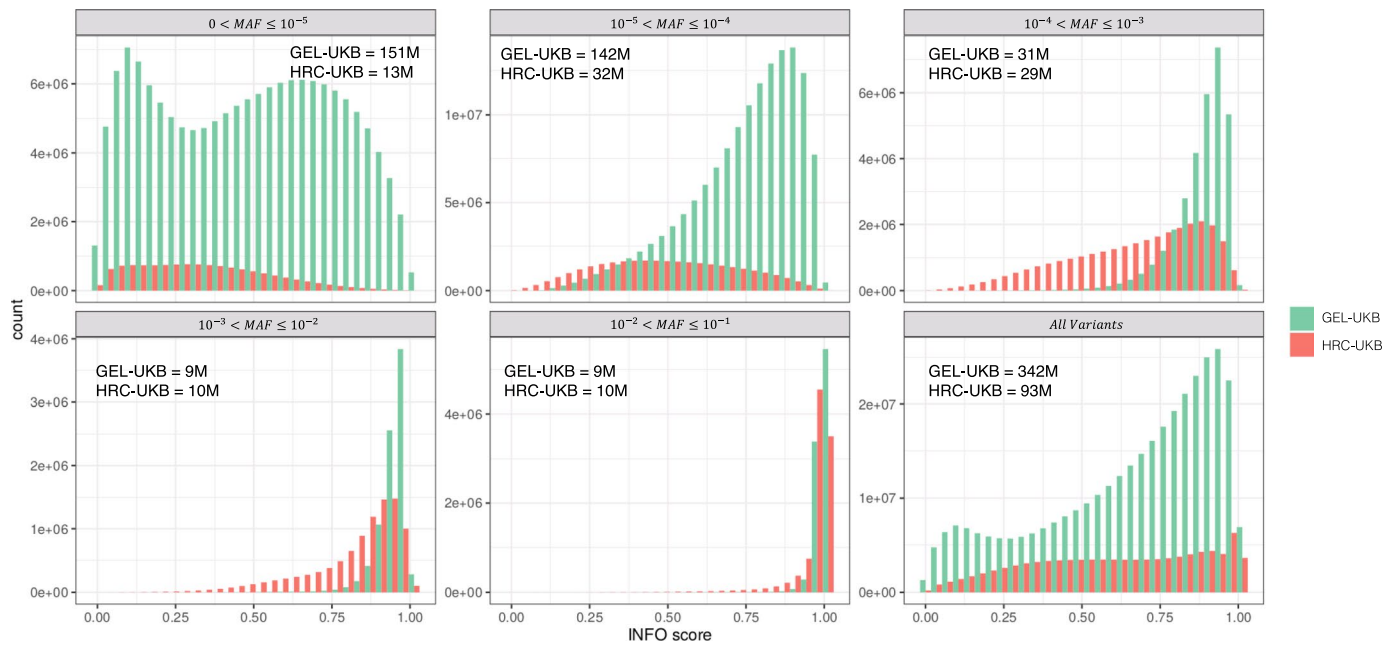 0 < MAF ≤ 10⁻⁵
GEL-UKB = 151M
HRC-UKB = 13M
6e+06
4e+06
2e+06
0e+00
10⁻⁵ < MAF ≤ 10⁻⁴
GEL-UKB = 142M
HRC-UKB = 32M
1e+07
5e+06
0e+00
10⁻⁴ < MAF ≤ 10⁻³
GEL-UKB = 31M
HRC-UKB = 29M
6e+06
4e+06
2e+06
0e+00
count
10⁻³ < MAF ≤ 10⁻²
GEL-UKB = 9M
HRC-UKB = 10M
4e+06
3e+06
2e+06
1e+06
0e+00
0.00 0.25 0.50 0.75 1.00
10⁻² < MAF ≤ 10⁻¹
GEL-UKB = 9M
HRC-UKB = 10M
4e+06
2e+06
0e+00
0.00 0.25 0.50 0.75 1.00
All Variants
GEL-UKB = 342M
HRC-UKB = 93M
2e+07
1e+07
0e+00
0.00 0.25 0.50 0.75 1.00
INFO score
GEL-UKB
HRC-UKB